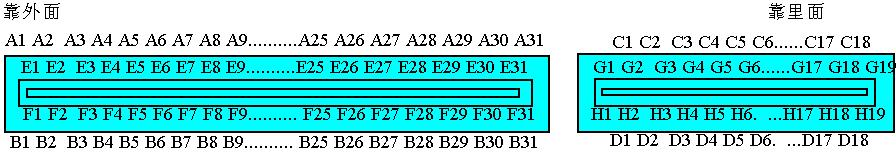 靠外面 靠里面
A1 A2 A3 A4 A5 A6 A7 A8 A9..........A25 A26 A27 A28 A29 A30 A31 C1 C2 C3 C4 C5 C6......C17 C18
E1 E2 E3 E4 E5 E6 E7 E8 E9..........E25 E26 E27 E28 E29 E30 E31 G1 G2 G3 G4 G5 G6......G17 G18 G19
F1 F2 F3 F4 F5 F6 F7 F8 F9.......... F25 F26 F27 F28 F29 F30 F31 H1 H2 H3 H4 H5 H6. ...H17 H18 H19
B1 B2 B3 B4 B5 B6 B7 B8 B9.......... B25 B26 B27 B28 B29 B30 B31 D1 D2 D3 D4 D5 D6. ...D17 D18